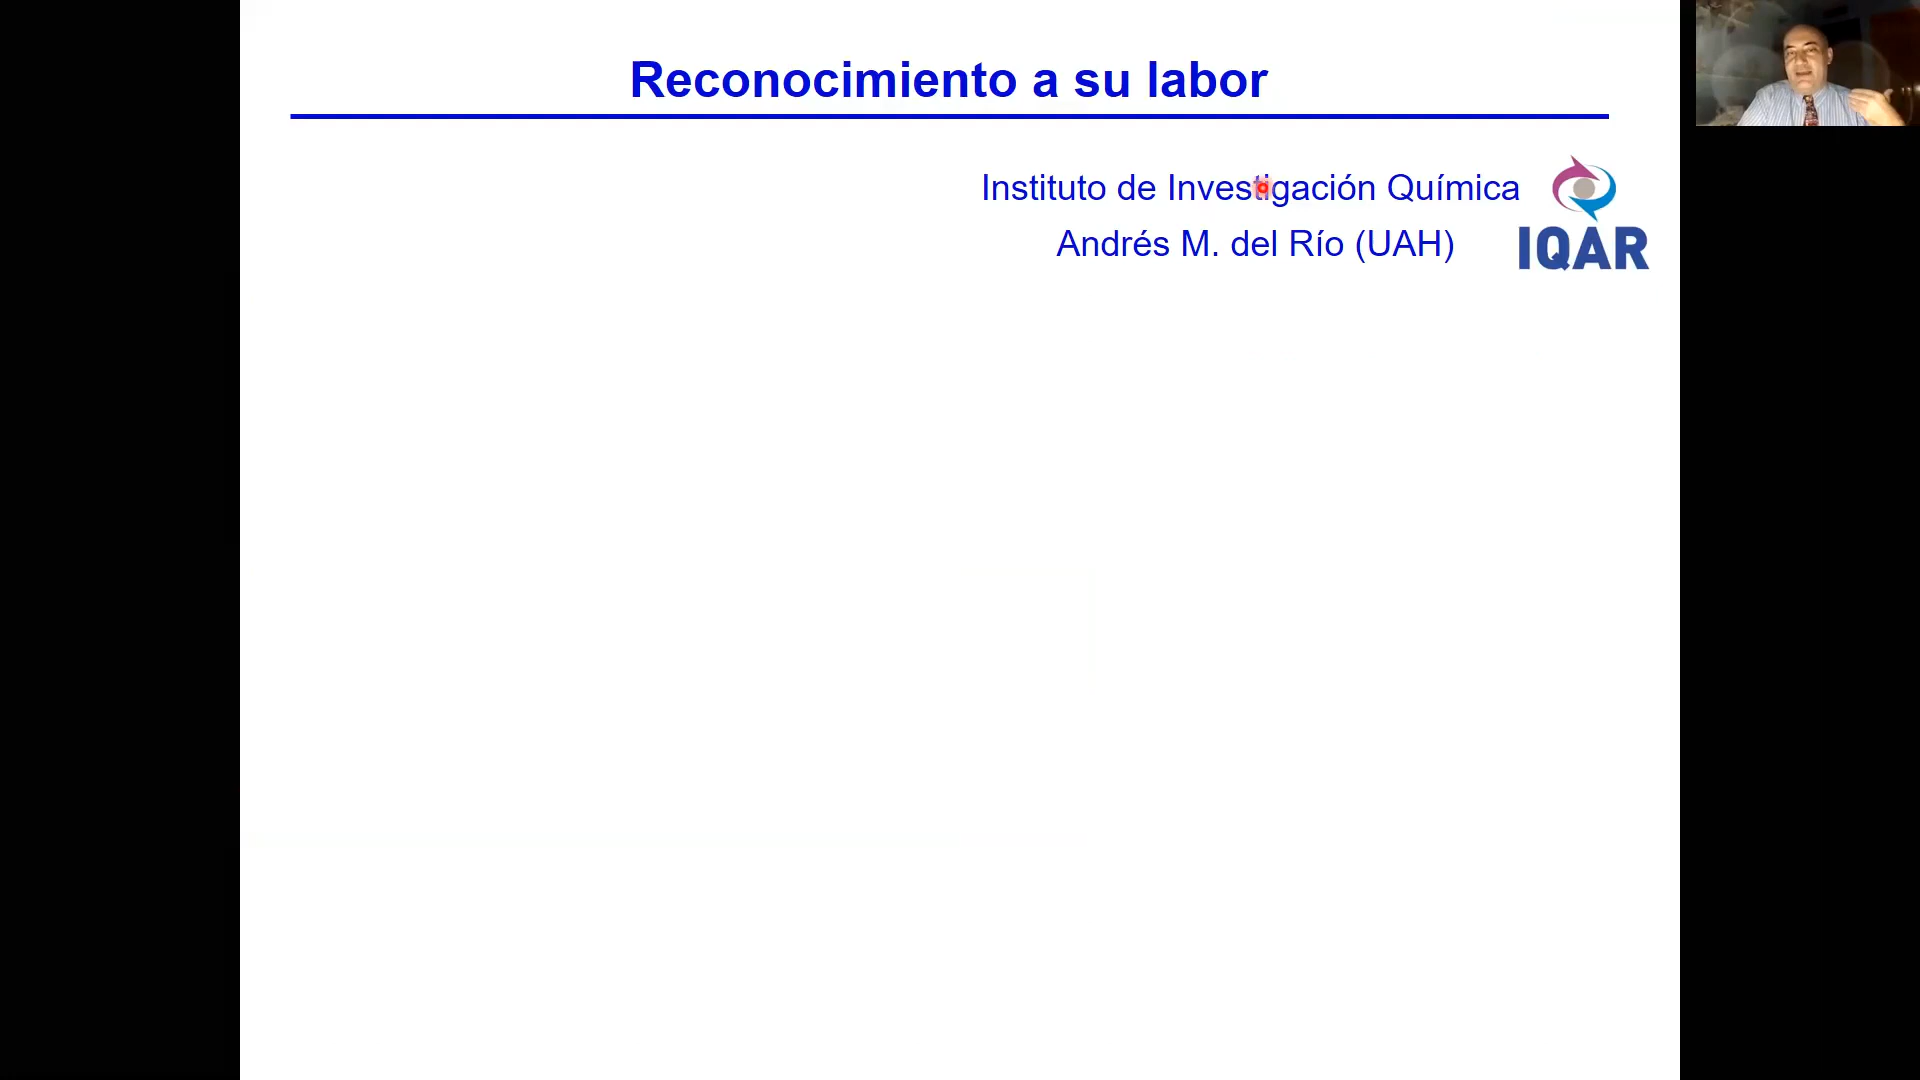 Reconocimiento a su labor
Instituto de Investigación Química
Andrés M. del Río (UAH)
IQAR